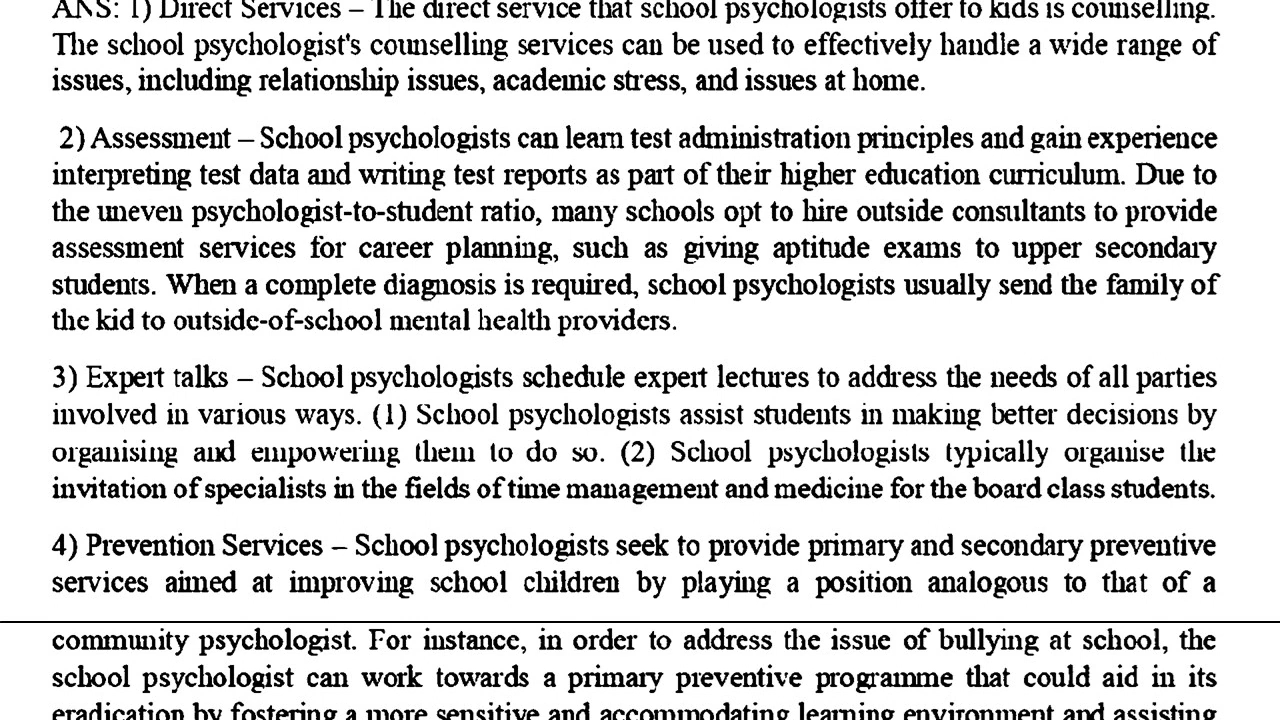 ANS: 1) Direct Services – The direct service that school psychologists offer to kids is counselling.
The school psychologist's counselling services can be used to effectively handle a wide range of
issues, including relationship issues, academic stress, and issues at home.
2) Assessment – School psychologists can learn test administration principles and gain experience
interpreting test data and writing test reports as part of their higher education curriculum. Due to
the uneven psychologist-to-student ratio, many schools opt to hire outside consultants to provide
assessment services for career planning, such as giving aptitude exams to upper secondary
students. When a complete diagnosis is required, school psychologists usually send the family of
the kid to outside-of-school mental health providers.
3) Expert talks – School psychologists schedule expert lectures to address the needs of all parties
involved in various ways. (1) School psychologists assist students in making better decisions by
organising and empowering them to do so. (2) School psychologists typically organise the
invitation of specialists in the fields of time management and medicine for the board class students.
4) Prevention Services – School psychologists seek to provide primary and secondary preventive
services aimed at improving school children by playing a position analogous to that of a
community psychologist. For instance, in order to address the issue of bullying at school, the
school psychologist can work towards a primary preventive programme that could aid in its
eradication by fostering a more sensitive and accommodating learning environment and assisting